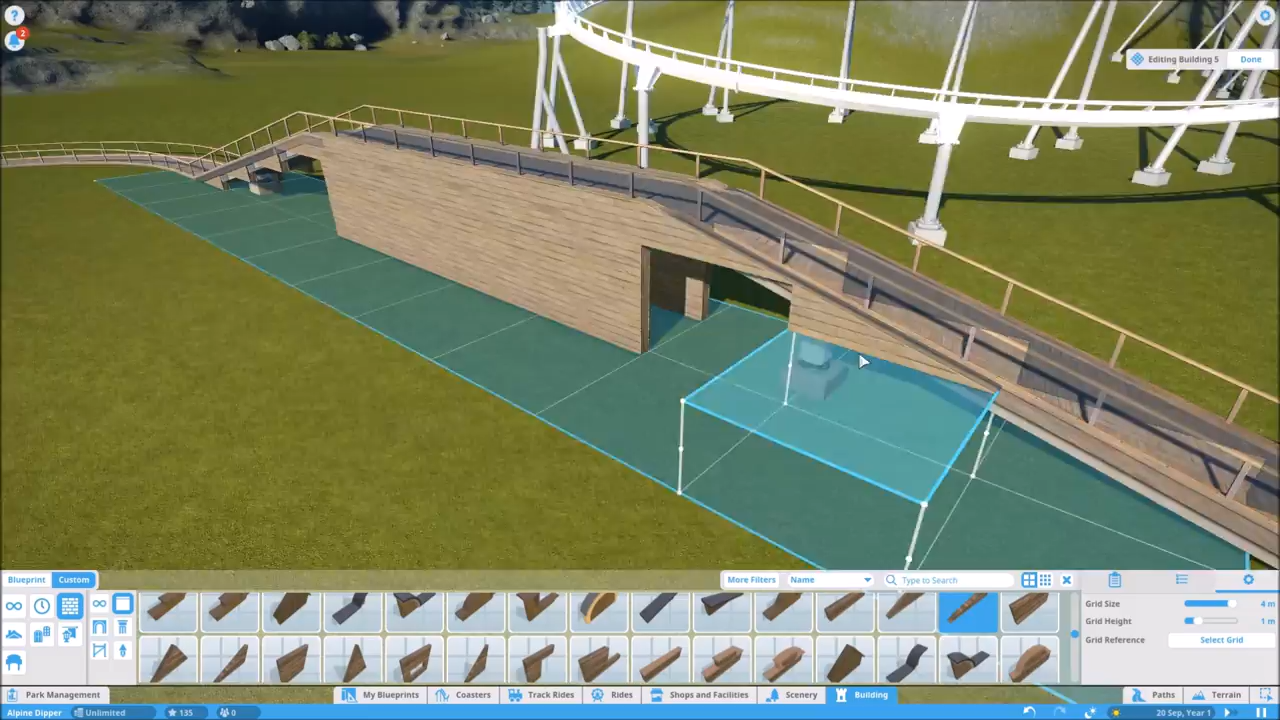 ?
2
Editing Building 5 Done
Blueprint Custom More Filters Name Type to Search
Grid Size 4 m
Grid Height 1 m
Grid Reference Select Grid
Park Management My Blueprints Coasters Track Rides Rides Shops and Facilities Scenery Building Paths Terrain
Alpine Dipper Unlimited 135 0 20 Sep, Year 1